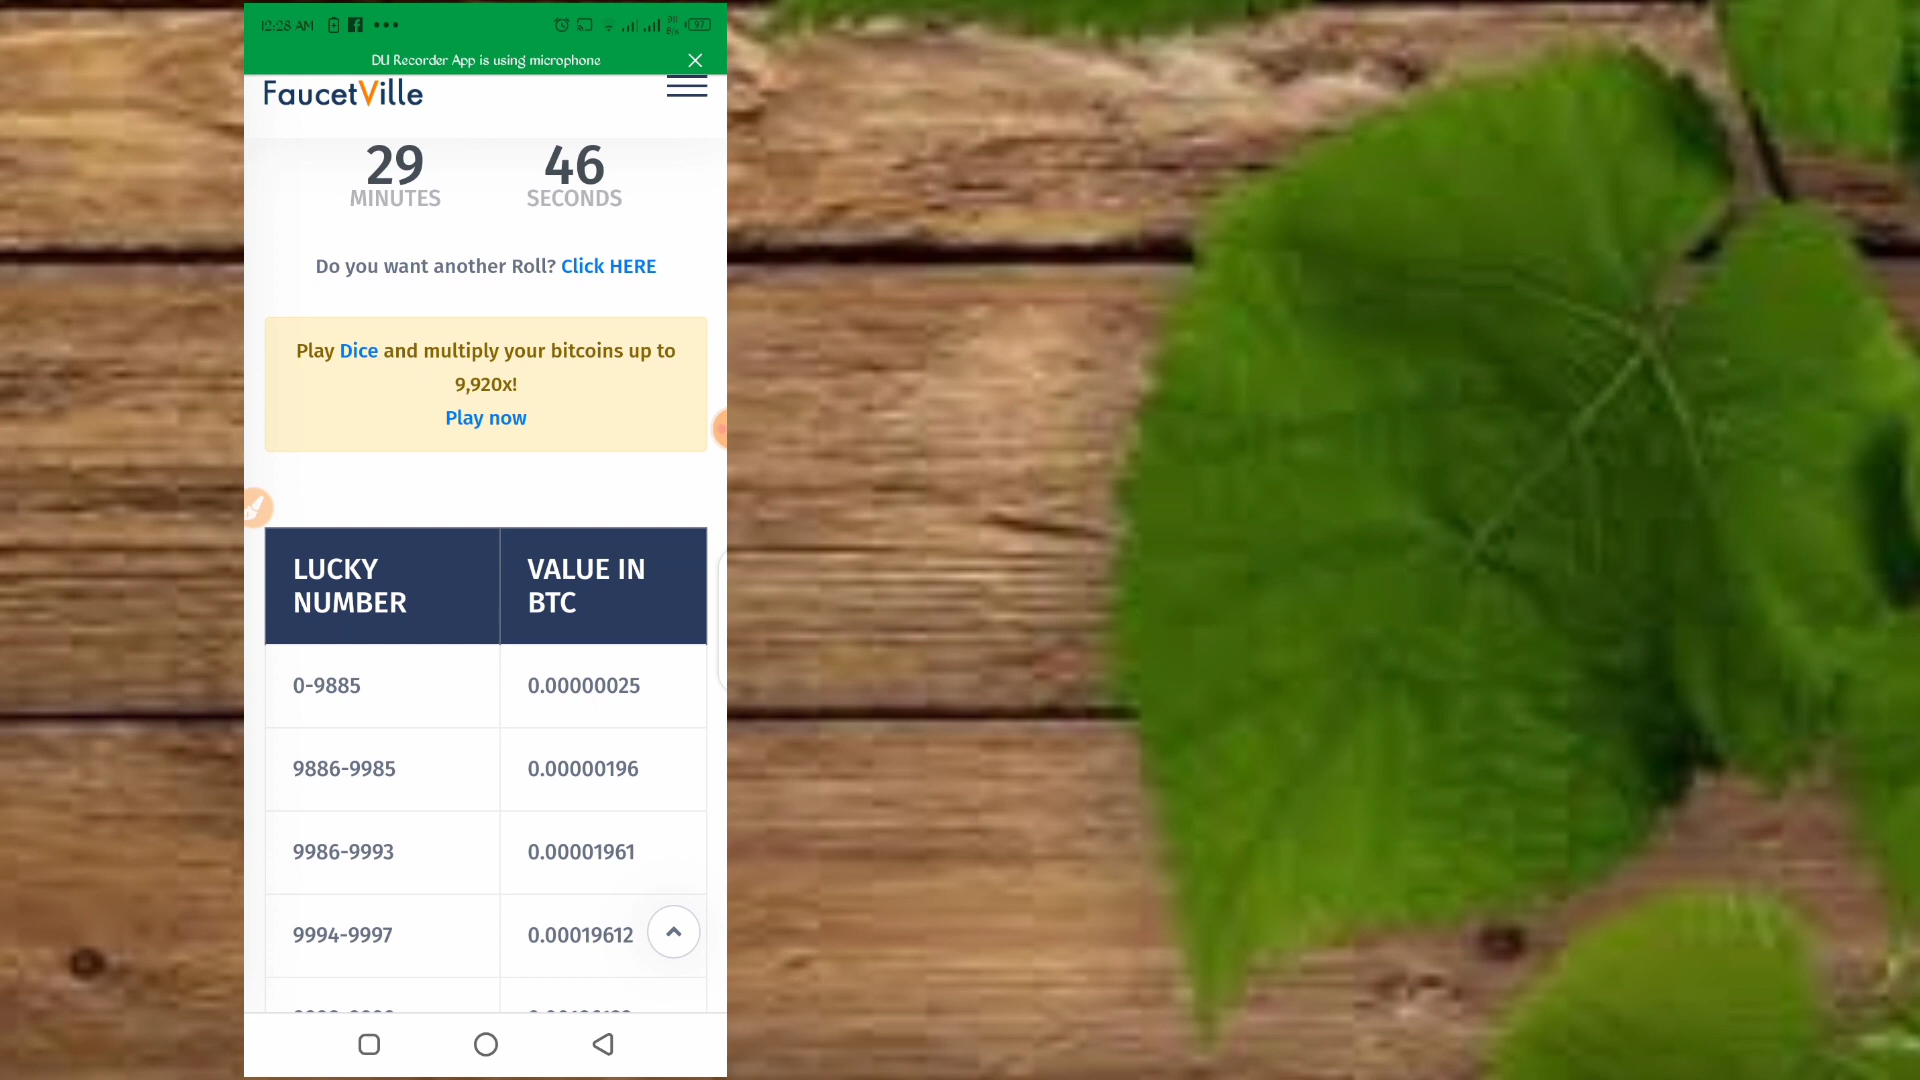 12:28 AM
97
DU Recorder App is using microphone
FaucetVille
29 46
MINUTES SECONDS
Do you want another Roll? Click HERE
Play Dice and multiply your bitcoins up to
9,920x!
Play now
LUCKY NUMBER VALUE IN BTC
0-9885 0.00000025
9886-9985 0.00000196
9986-9993 0.00001961
9994-9997 0.00019612